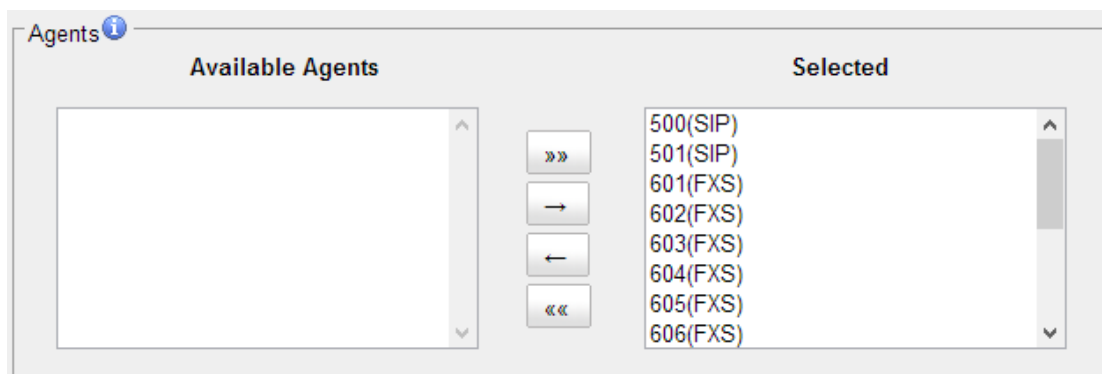 Agents
Available Agents
Selected
500(SIP)
501(SIP)
601(FXS)
602(FXS)
603(FXS)
604(FXS)
605(FXS)
606(FXS)
»»
→
←
««